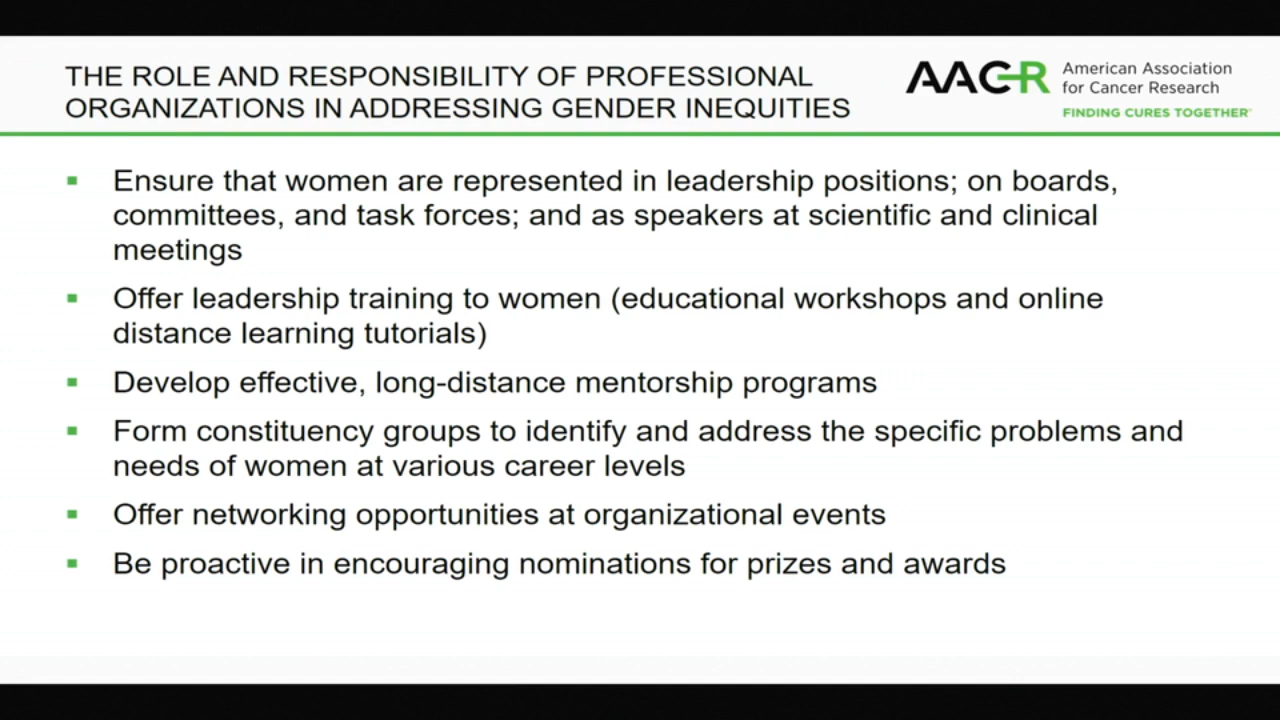 THE ROLE AND RESPONSIBILITY OF PROFESSIONAL
ORGANIZATIONS IN ADDRESSING GENDER INEQUITIES
AACR
American Association
for Cancer Research
FINDING CURES TOGETHER
▪ Ensure that women are represented in leadership positions; on boards,
committees, and task forces; and as speakers at scientific and clinical
meetings
▪ Offer leadership training to women (educational workshops and online
distance learning tutorials)
▪ Develop effective, long-distance mentorship programs
▪ Form constituency groups to identify and address the specific problems and
needs of women at various career levels
▪ Offer networking opportunities at organizational events
▪ Be proactive in encouraging nominations for prizes and awards